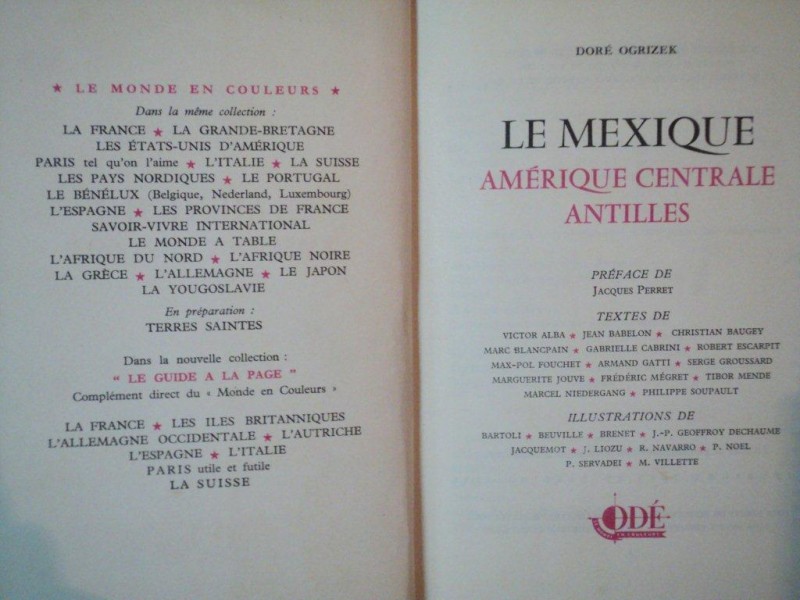 ★ LE MONDE EN COULEURS ★
Dans la même collection :
LA FRANCE ★ LA GRANDE-BRETAGNE
LES ÉTATS-UNIS D'AMÉRIQUE
PARIS tel qu'on l'aime ★ L'ITALIE ★ LA SUISSE
LES PAYS NORDIQUES ★ LE PORTUGAL
LE BÉNÉLUX (Belgique, Nederland, Luxembourg)
L'ESPAGNE ★ LES PROVINCES DE FRANCE
SAVOIR-VIVRE INTERNATIONAL
LE MONDE A TABLE
L'AFRIQUE DU NORD ★ L'AFRIQUE NOIRE
LA GRÈCE ★ L'ALLEMAGNE ★ LE JAPON
LA YOUGOSLAVIE
En préparation :
TERRES SAINTES
Dans la nouvelle collection :
" LE GUIDE A LA PAGE "
Complément direct du « Monde en Couleurs »
LA FRANCE ★ LES ILES BRITANNIQUES
L'ALLEMAGNE OCCIDENTALE ★ L'AUTRICHE
L'ESPAGNE ★ L'ITALIE
PARIS utile et futile
LA SUISSE
DORÉ OGRIZEK
LE MEXIQUE
AMÉRIQUE CENTRALE
ANTILLES
PRÉFACE DE
JACQUES PERRET
TEXTES DE
VICTOR ALBA ★ JEAN BABELON ★ CHRISTIAN BAUGEY
MARC BLANCPAIN ★ GABRIELLE CABRINI ★ ROBERT ESCARPIT
MAX-POL FOUCHET ★ ARMAND GATTI ★ SERGE GROUSSARD
MARGUERITE JOUVE ★ FRÉDÉRIC MÉGRET ★ TIBOR MENDE
MARCEL NIEDERGANG ★ PHILIPPE SOUPAULT
ILLUSTRATIONS DE
BARTOLI ★ BEUVILLE ★ BRENET ★ J.-P. GEOFFROY DECHAUME
JACQUEMOT ★ J. LIOZU ★ R. NAVARRO ★ P. NOEL
P. SERVADEI ★ M. VILLETTE
ODÉ
LE MONDE EN COULEURS